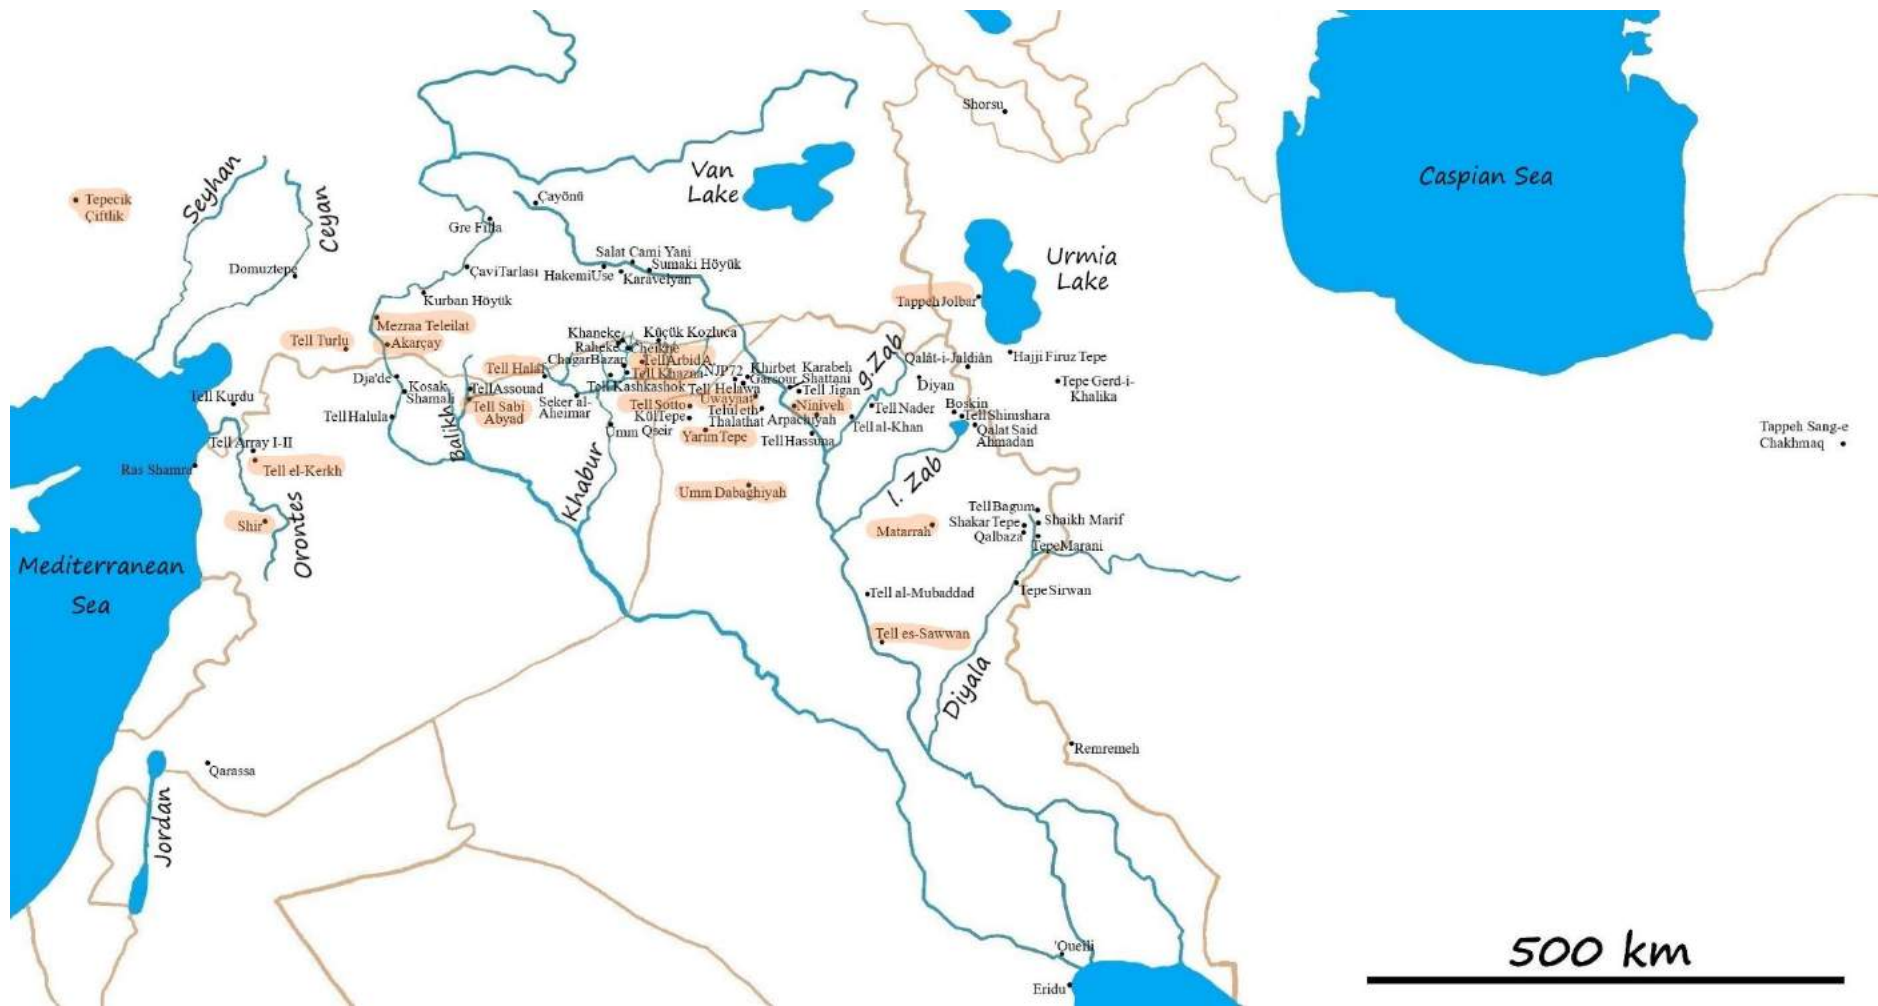 Shorsu
Caspian Sea
Van
Lake
Seyhan
Ceyan
Tepecik
Çiftlik
Çayönü
Gre Filla
Domuztepe
Çavi Tarlası
Salat Cami Yani
Hakemi Use
Sumaki Höyük
Karavelyan
Urmia
Lake
Kurban Höyük
Tappeh Jolbar
Mezraa Teleilat
Tell Turlu
Akarçay
Khaneke
Küçük Kozluca
Raheke
Cheikhe
Chagar Bazar
Tell Arbid A.
Tell Halaf
Tell Khazna
NJP72
Khirbet
Garsour
Karabeh
Shattani
g.Zab
Qalât-i-Jaldiân
Hajji Firuz Tepe
Dja'de
Kosak
Shamali
Tell Assouad
Tell Kashkashok
Tell Helawa
Tell Jigan
Diyan
Tepe Gerd-i-
Khalika
Tell Kurdu
Tell Halula
Balikh
Tell Sabi
Abyad
Seker al-
Aheimar
Tell Sotto
Uwayaat
Niniveh
Tell Nader
Boskin
Tell Shimshara
Kül Tepe
Telul eth
Thalathat
Arpachiyah
Tell al-Khan
Qalat Said
Ahmadan
Umm Qseir
Yarim Tepe
Tell Hassuna
Tappeh Sang-e
Chakhmaq
Tell Array I-II
Ras Shamra
Tell el-Kerkh
Khabur
l. Zab
Umm Dabaghiyah
Shir
Orontes
Matarrah
Tell Bagum
Shakar Tepe
Shaikh Marif
Qalbaza
Tepe Marani
Mediterranean
Sea
Tell al-Mubaddad
Tepe Sirwan
Tell es-Sawwan
Diyala
Remremeh
Qarassa
Jordan
'Queili
Eridu
500 km